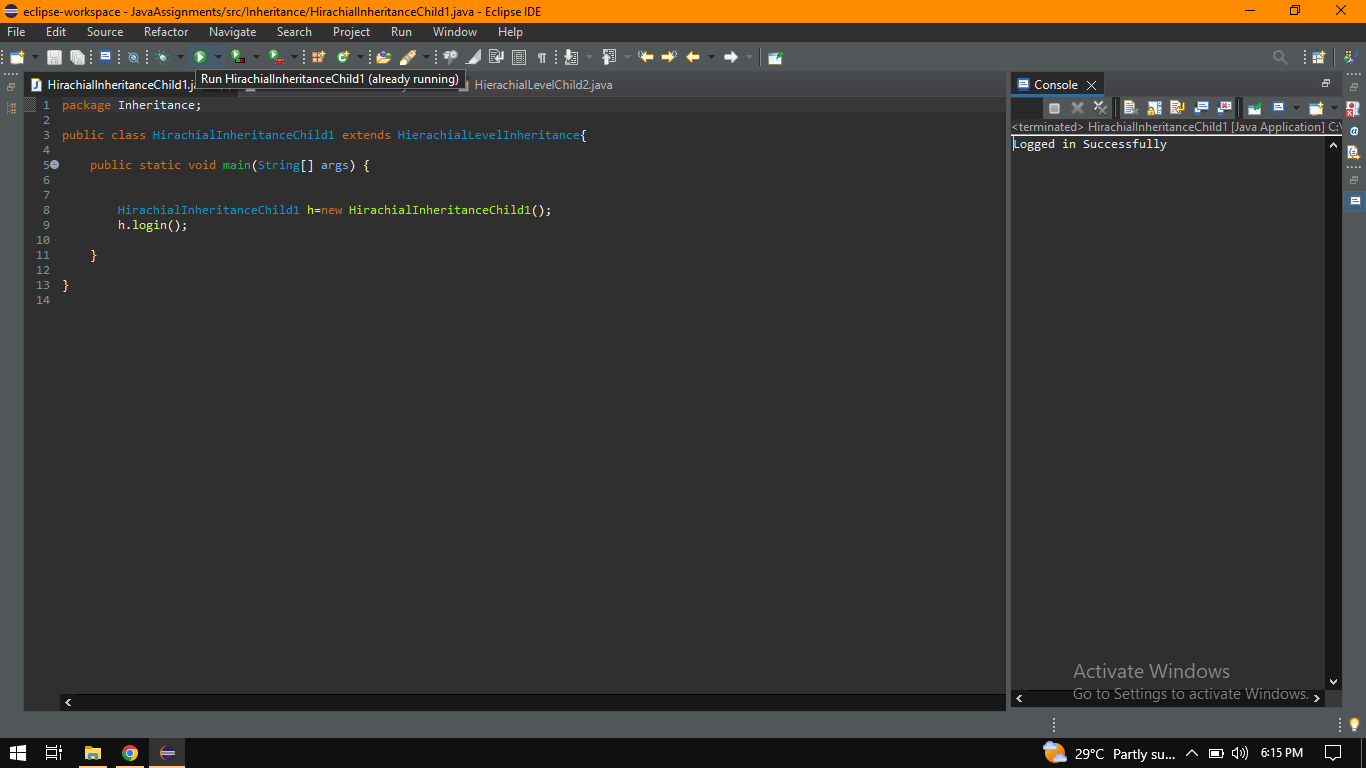 eclipse-workspace - JavaAssignments/src/Inheritance/HirachialInheritanceChild1.java - Eclipse IDE
File Edit Source Refactor Navigate Search Project Run Window Help
HirachialInheritanceChild1.ja
Run HirachialInheritanceChild1 (already running)
HierachialLevelChild2.java
Console
<terminated> HirachialInheritanceChild1 [Java Application] C:\
1 package Inheritance;
2
3 public class HirachialInheritanceChild1 extends HierachialLevelInheritance{
4
5 public static void main(String[] args) {
6
7
8 HirachialInheritanceChild1 h=new HirachialInheritanceChild1();
9 h.login();
10
11 }
12
13 }
14
Logged in Successfully
Activate Windows
Go to Settings to activate Windows.
29°C Partly su... 6:15 PM